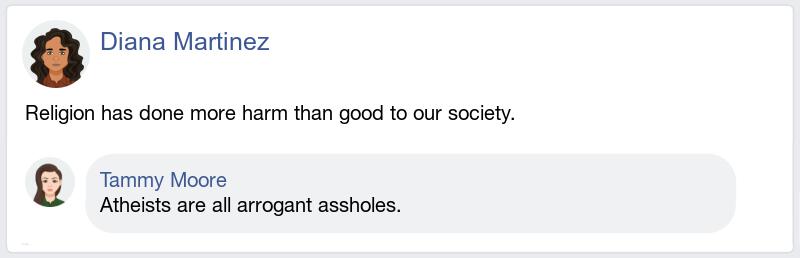 Diana Martinez
Religion has done more harm than good to our society.
Tammy Moore
Atheists are all arrogant assholes.